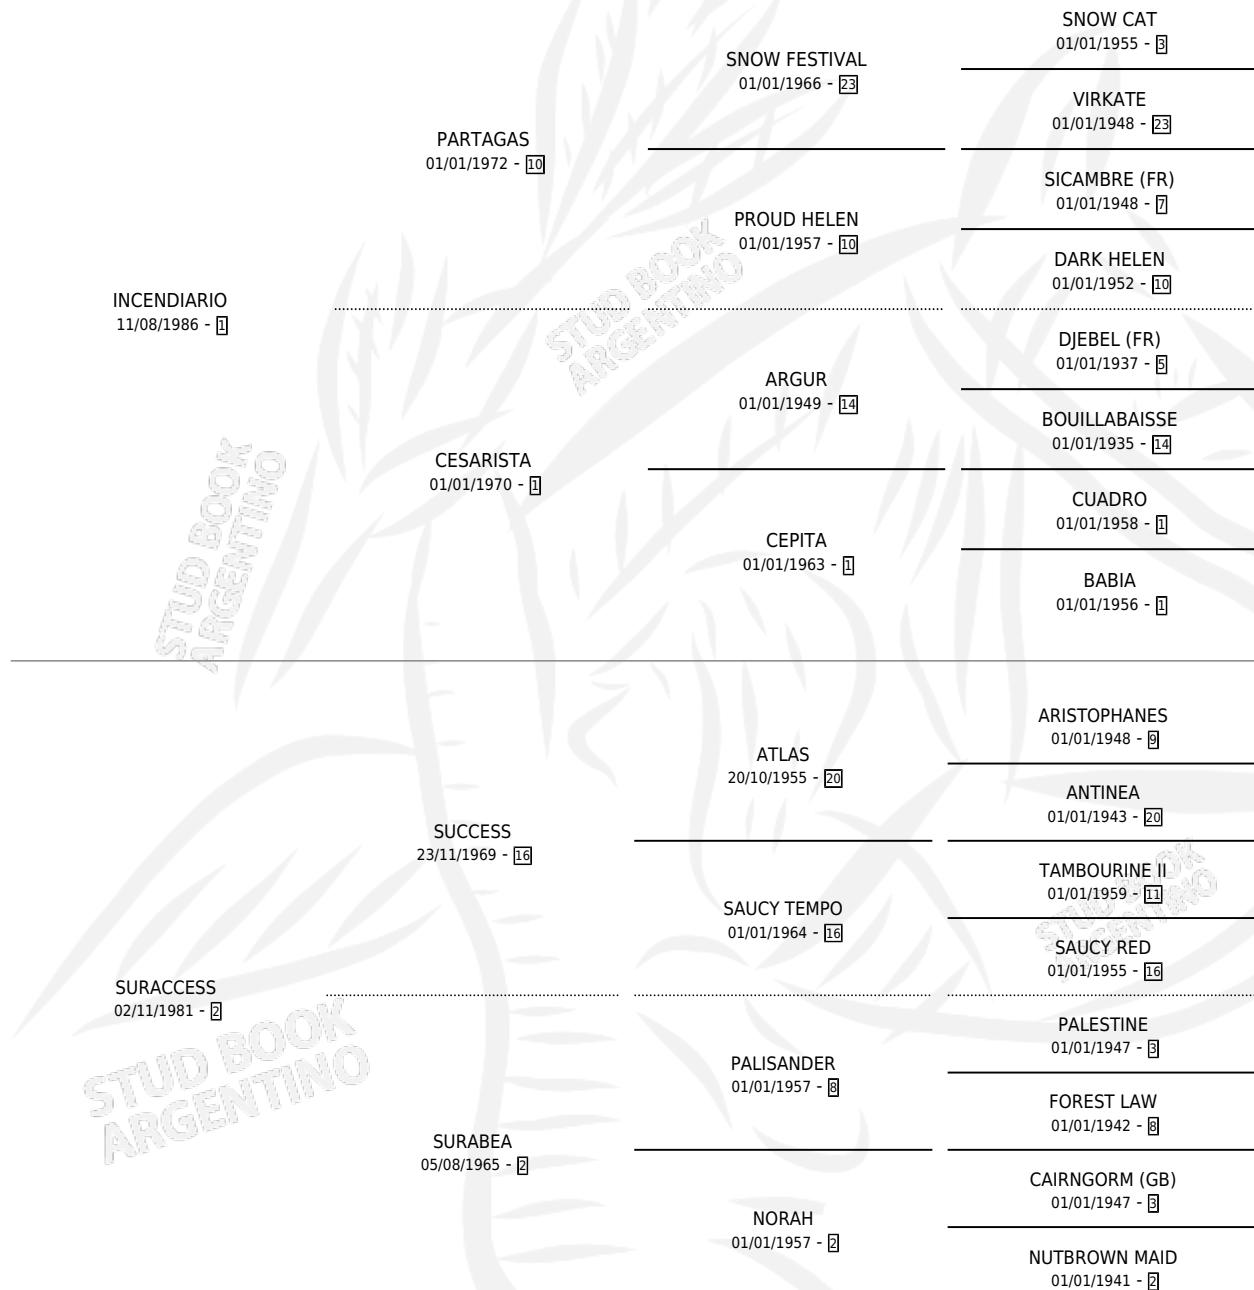 SNOW CAT
01/01/1955 - 3
SNOW FESTIVAL
01/01/1966 - 23
VIRKATE
01/01/1948 - 23
PARTAGAS
01/01/1972 - 10
SICAMBRE (FR)
01/01/1948 - 7
PROUD HELEN
01/01/1957 - 10
DARK HELEN
01/01/1952 - 10
INCENDIARIO
11/08/1986 - 1
STUD BOOK
ARGENTINO
DJEBEL (FR)
01/01/1937 - 5
ARGUR
01/01/1949 - 14
BOUILLABAISSE
01/01/1935 - 14
CESARISTA
01/01/1970 - 1
CUADRO
01/01/1958 - 1
CEPITA
01/01/1963 - 1
BABIA
01/01/1956 - 1
STUD BOOK
ARGENTINO
ARISTOPHANES
01/01/1948 - 9
ATLAS
20/10/1955 - 20
ANTINEA
01/01/1943 - 20
SUCCESS
23/11/1969 - 16
TAMBOURINE II
01/01/1959 - 11
SAUCY TEMPO
01/01/1964 - 16
SAUCY RED
01/01/1955 - 16
STUD BOOK
ARGENTINO
SURACCESS
02/11/1981 - 2
PALESTINE
01/01/1947 - 3
PALISANDER
01/01/1957 - 8
FOREST LAW
01/01/1942 - 8
STUD BOOK
ARGENTINO
SURABEA
05/08/1965 - 2
CAIRNGORM (GB)
01/01/1947 - 3
NORAH
01/01/1957 - 2
NUTBROWN MAID
01/01/1941 - 2